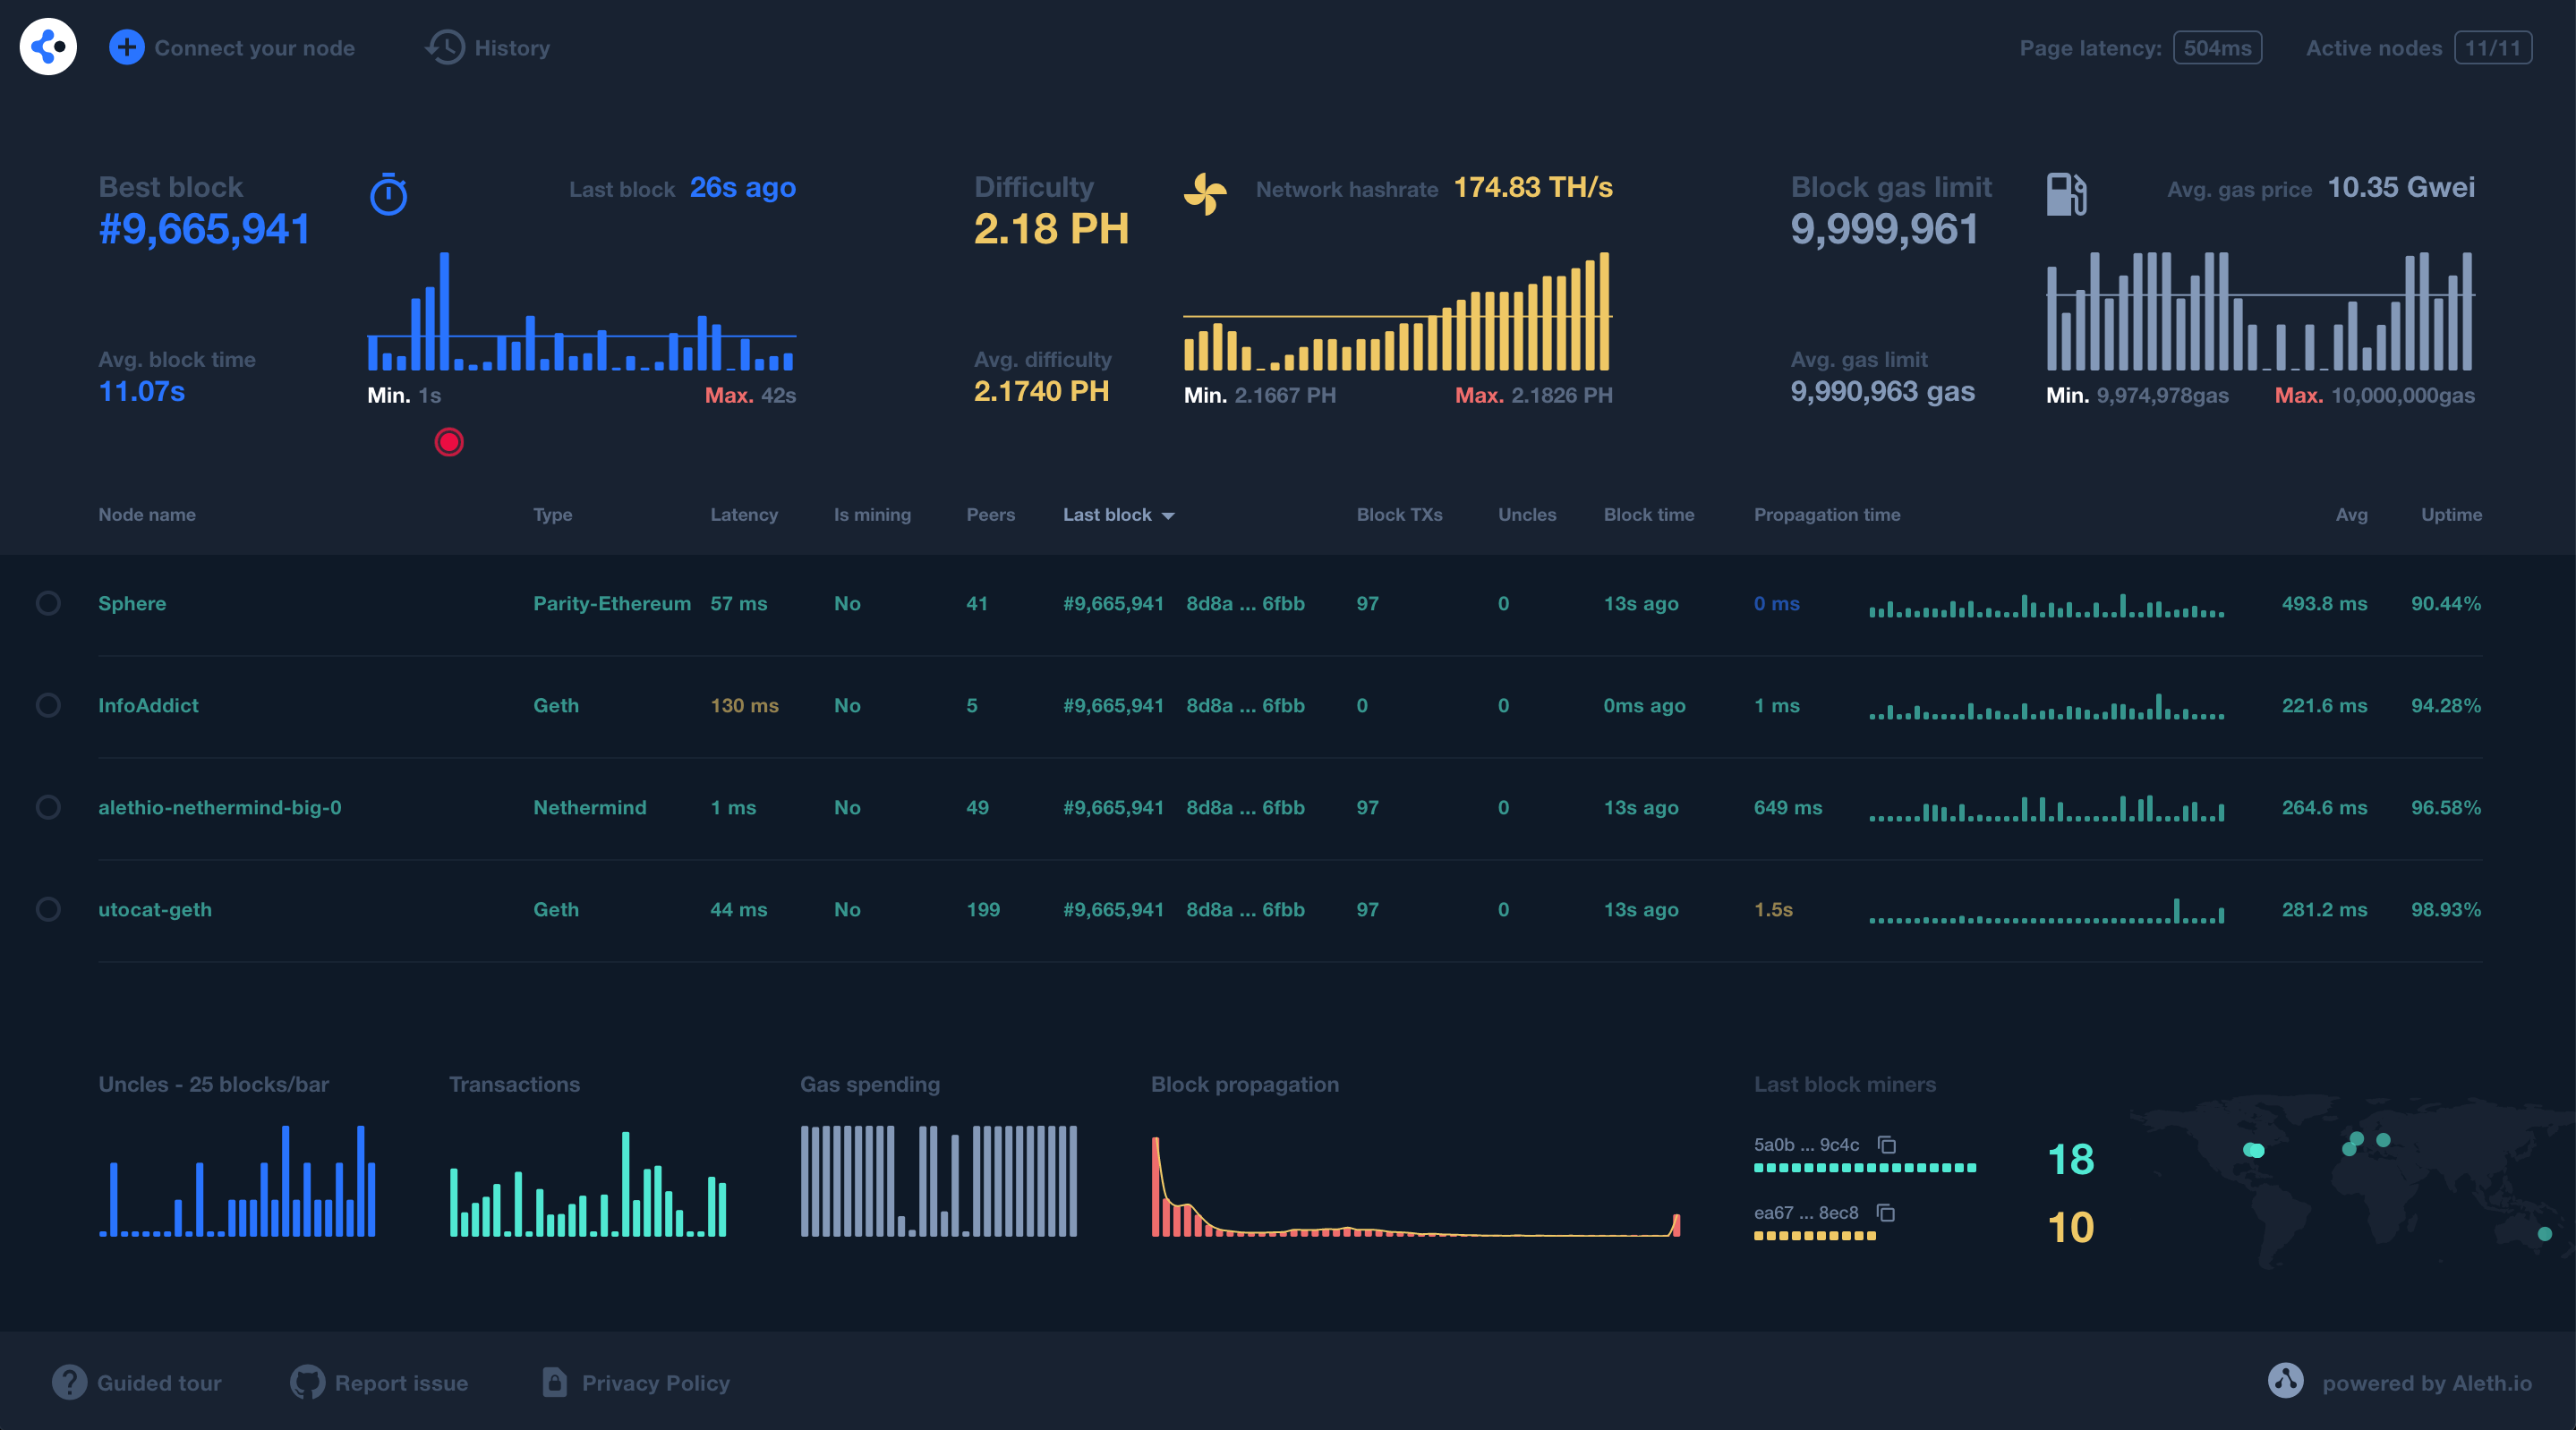 Connect your node
History
Page latency: 504ms
Active nodes 11/11
Best block
#9,665,941
Last block 26s ago
Avg. block time
11.07s
Min. 1s
Max. 42s
Difficulty
2.18 PH
Network hashrate 174.83 TH/s
Avg. difficulty
2.1740 PH
Min. 2.1667 PH
Max. 2.1826 PH
Block gas limit
9,999,961
Avg. gas price 10.35 Gwei
Avg. gas limit
9,990,963 gas
Min. 9,974,978gas
Max. 10,000,000gas
Node name Type Latency Is mining Peers Last block Block TXs Uncles Block time Propagation time Avg Uptime
Sphere Parity-Ethereum 57 ms No 41 #9,665,941 8d8a ... 6fbb 97 0 13s ago 0 ms 493.8 ms 90.44%
InfoAddict Geth 130 ms No 5 #9,665,941 8d8a ... 6fbb 0 0 0ms ago 1 ms 221.6 ms 94.28%
alethio-nethermind-big-0 Nethermind 1 ms No 49 #9,665,941 8d8a ... 6fbb 97 0 13s ago 649 ms 264.6 ms 96.58%
utocat-geth Geth 44 ms No 199 #9,665,941 8d8a ... 6fbb 97 0 13s ago 1.5s 281.2 ms 98.93%
Uncles - 25 blocks/bar
Transactions
Gas spending
Block propagation
Last block miners
5a0b ... 9c4c
18
ea67 ... 8ec8
10
Guided tour
Report issue
Privacy Policy
powered by Aleth.io